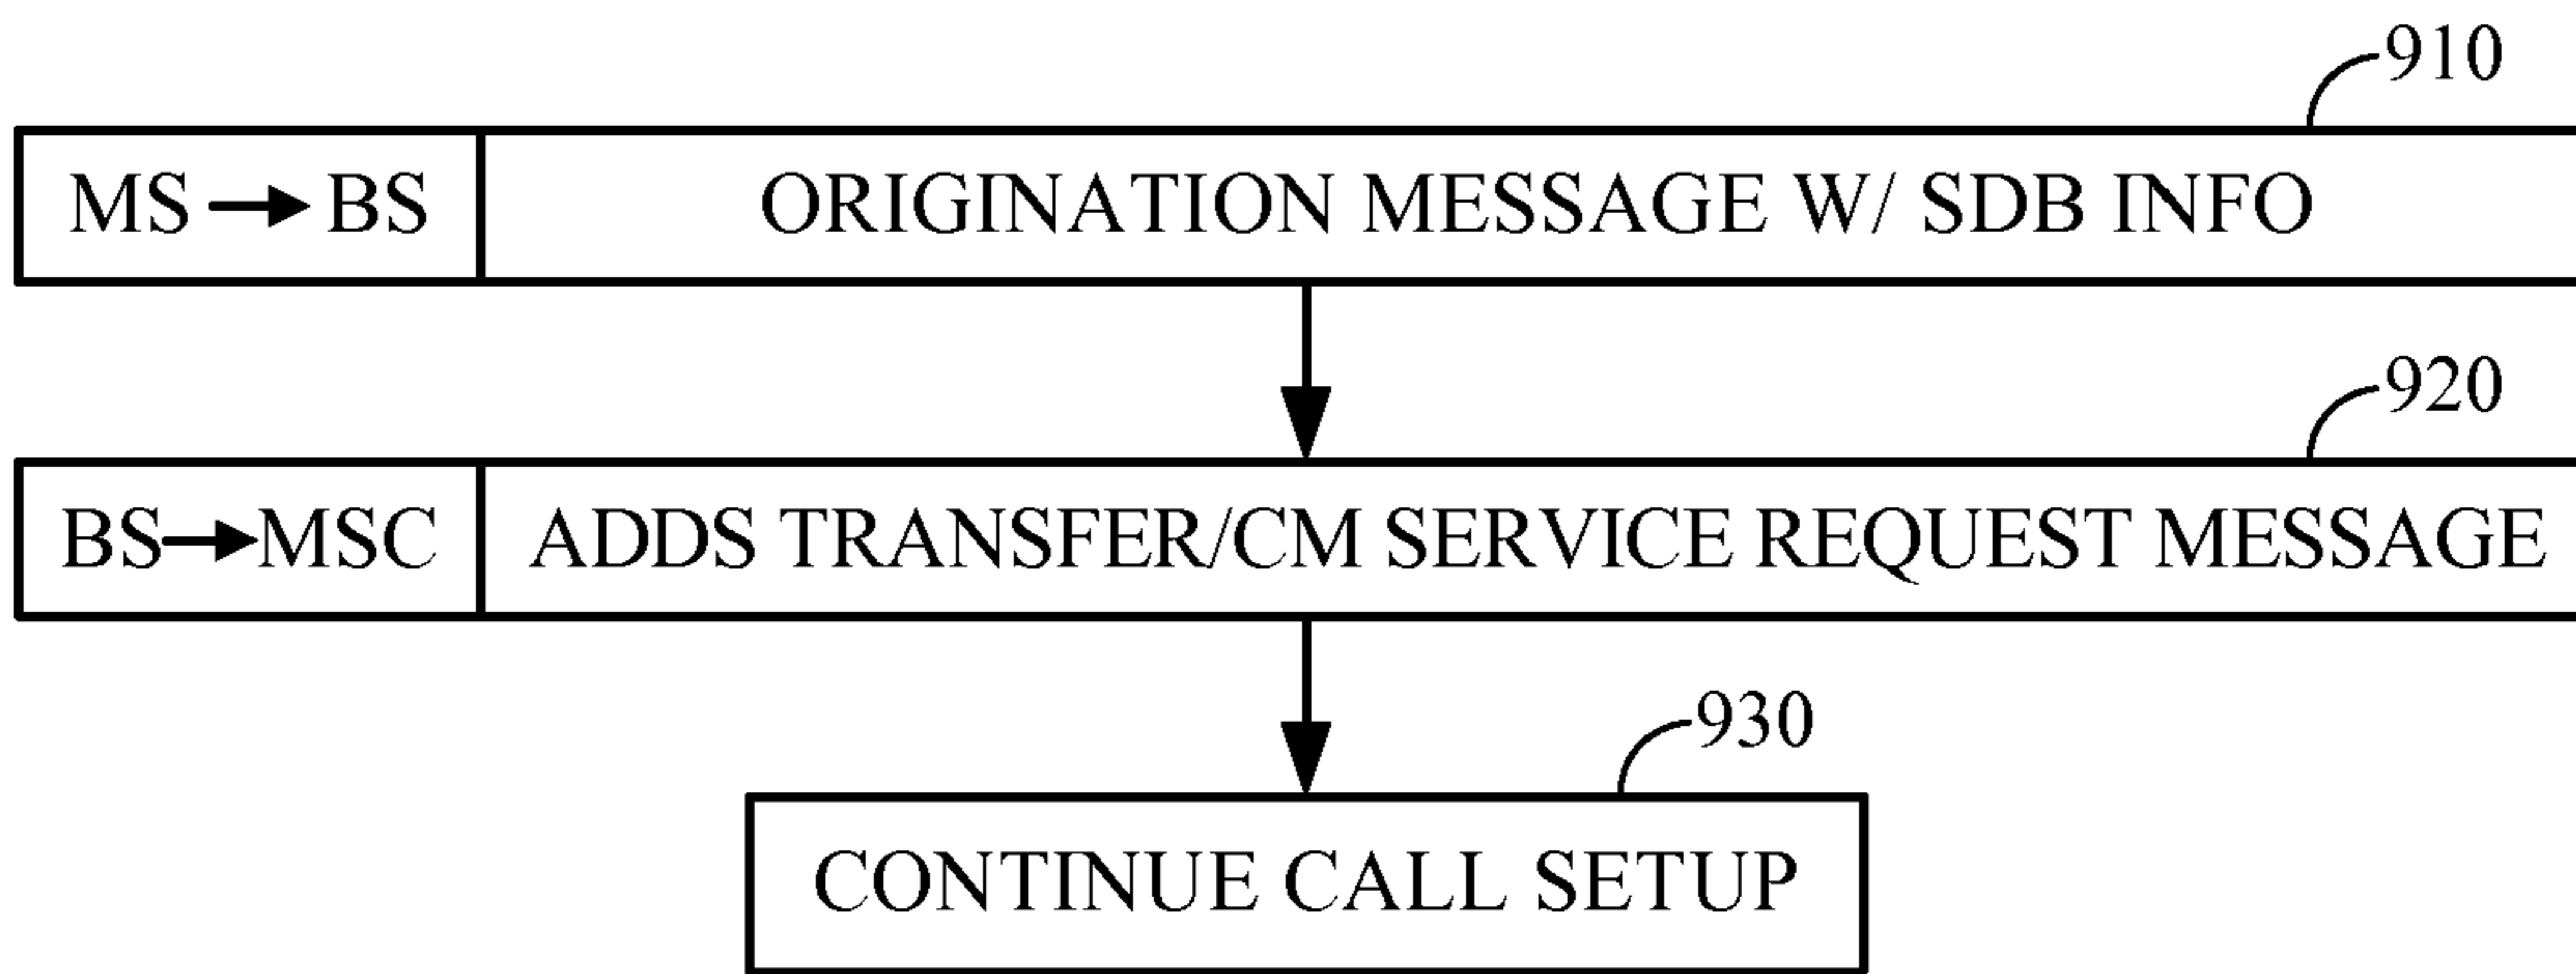 910
MS → BS ORIGINATION MESSAGE W/ SDB INFO
920
BS→MSC ADDS TRANSFER/CM SERVICE REQUEST MESSAGE
930
CONTINUE CALL SETUP